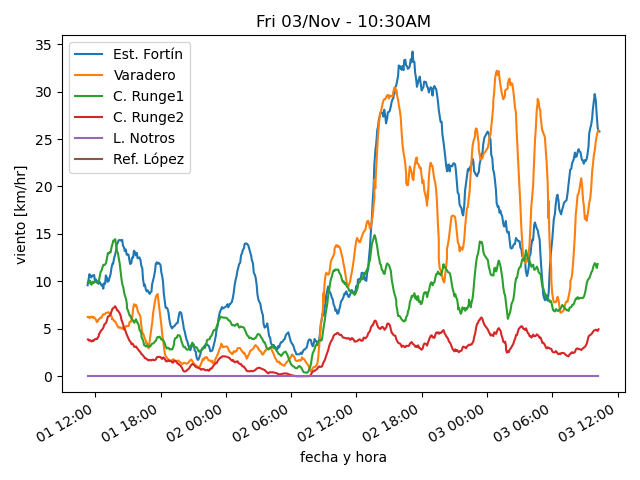 Fri 03/Nov - 10:30AM
viento [km/hr]
35
30
25
20
15
10
5
0
Est. Fortín
Varadero
C. Runge1
C. Runge2
L. Notros
Ref. López
01 12:00
01 18:00
02 00:00
02 06:00
02 12:00
02 18:00
03 00:00
03 06:00
03 12:00
fecha y hora